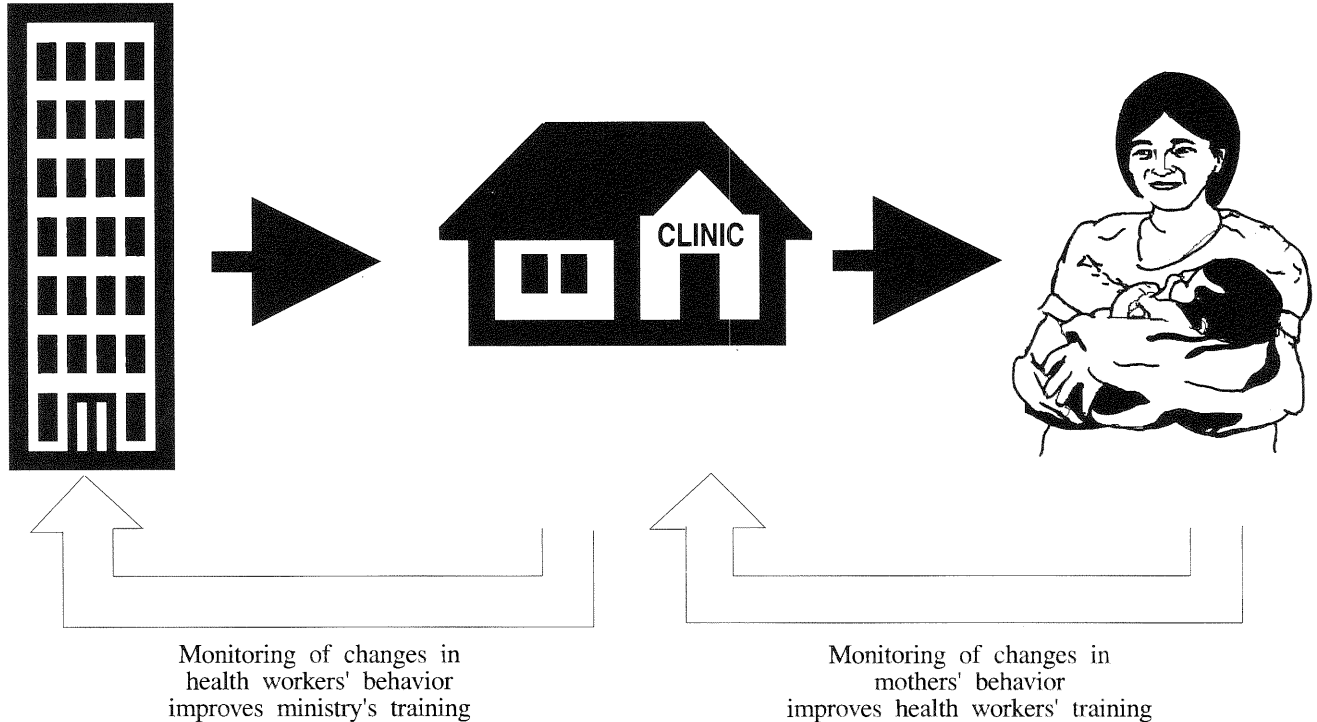 CLINIC
Monitoring of changes in
health workers' behavior
improves ministry's training
Monitoring of changes in
mothers' behavior
improves health workers' training